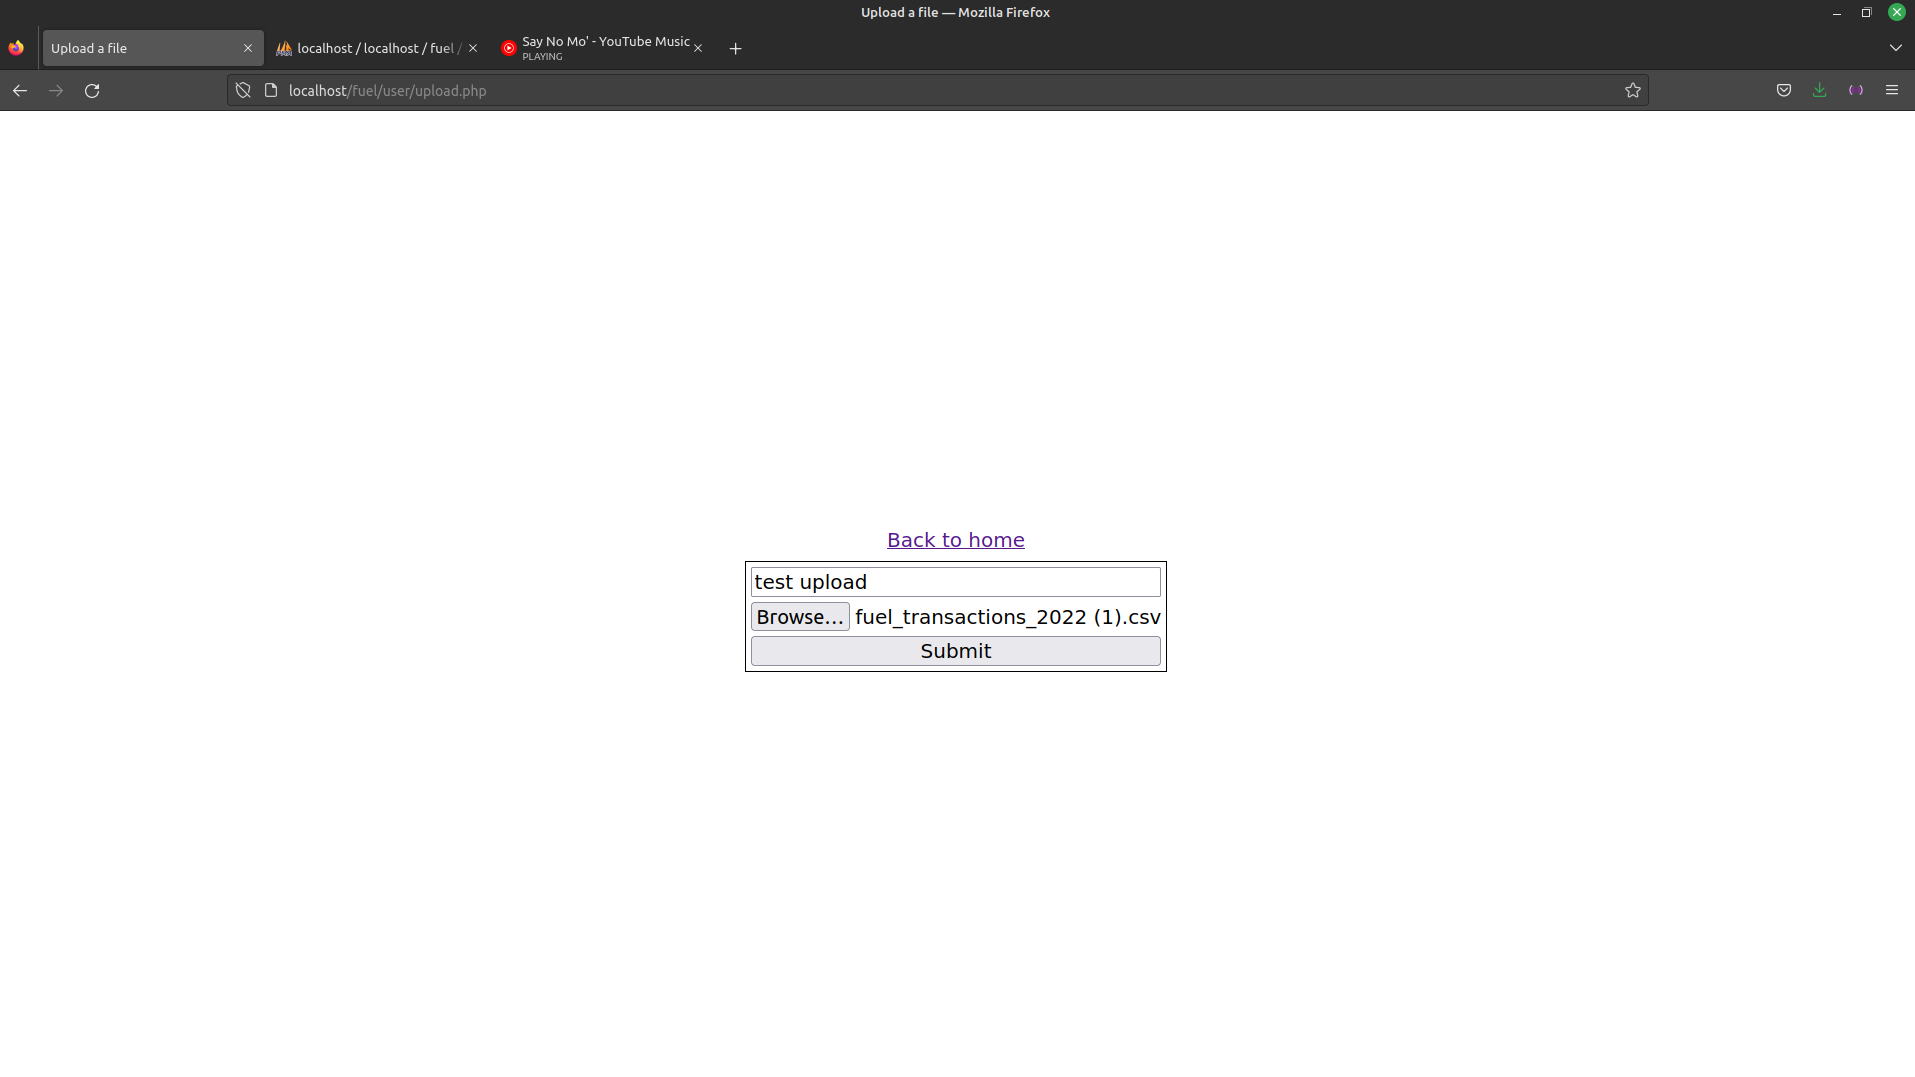 Upload a file — Mozilla Firefox
Upload a file
localhost / localhost / fuel /
Say No Mo' - YouTube Music
PLAYING
localhost/fuel/user/upload.php
Back to home
test upload
Browse... fuel_transactions_2022 (1).csv
Submit